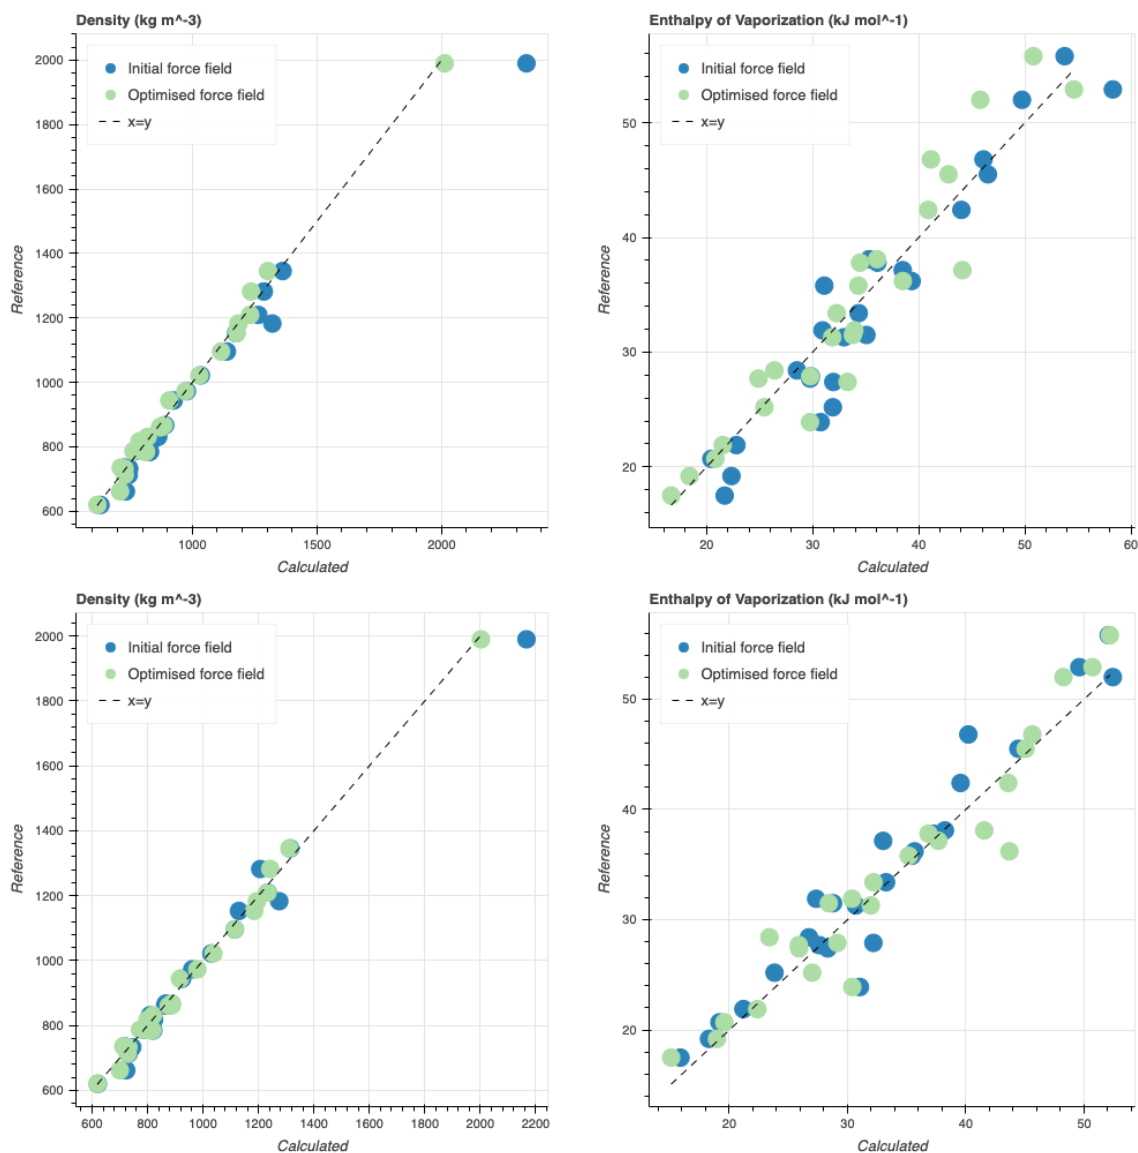 Density (kg m^-3)
Initial force field
Optimised force field
x=y
2000
1800
1600
1400
1200
1000
800
600
Reference
1000
1500
2000
Calculated
Enthalpy of Vaporization (kJ mol^-1)
Initial force field
Optimised force field
x=y
50
40
30
20
Reference
20
30
40
50
60
Calculated
Density (kg m^-3)
Initial force field
Optimised force field
x=y
2000
1800
1600
1400
1200
1000
800
600
Reference
600
800
1000
1200
1400
1600
1800
2000
2200
Calculated
Enthalpy of Vaporization (kJ mol^-1)
Initial force field
Optimised force field
x=y
50
40
30
20
Reference
20
30
40
50
Calculated